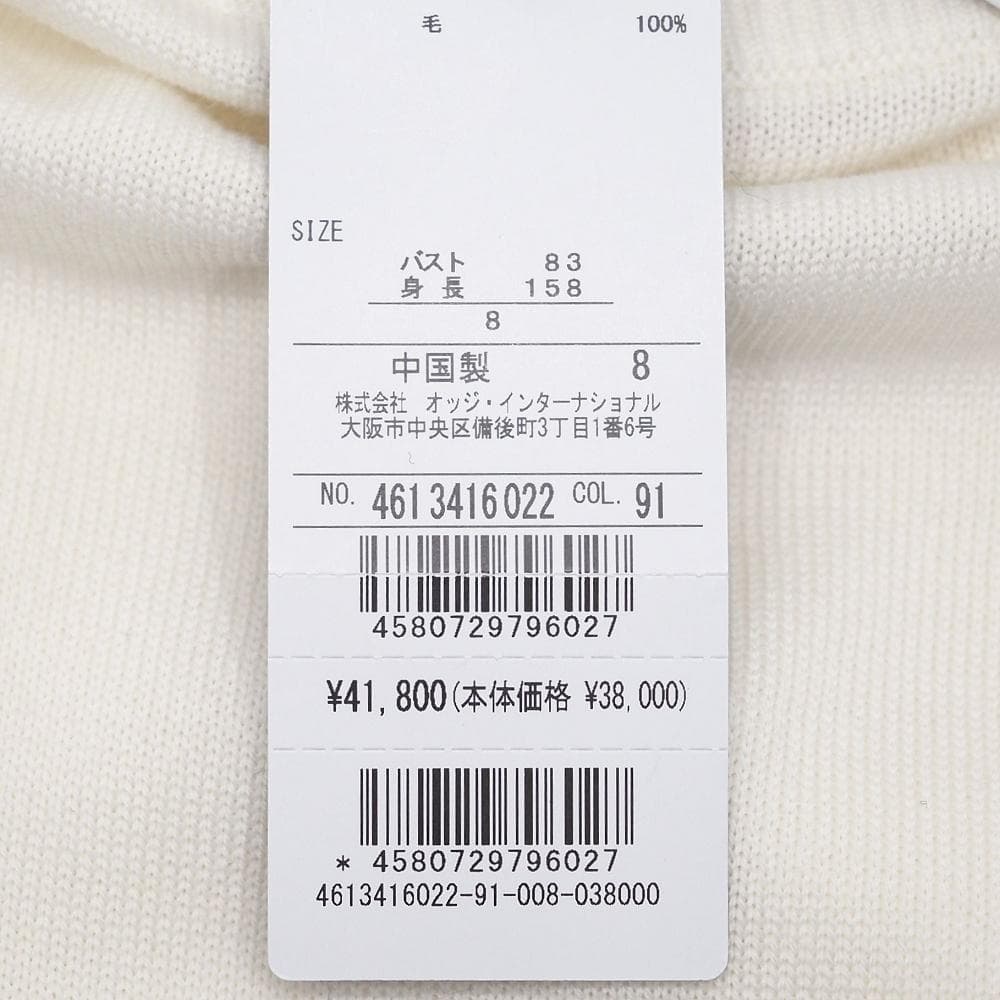 毛 100%
SIZE
バスト 83
身長 158
8
中国製 8
株式会社 オッジ・インターナショナル
大阪市中央区備後町3丁目1番6号
NO. 4613416022 COL. 91
4580729796027
¥41,800(本体価格 ¥38,000)
* 4580729796027
4613416022-91-008-038000